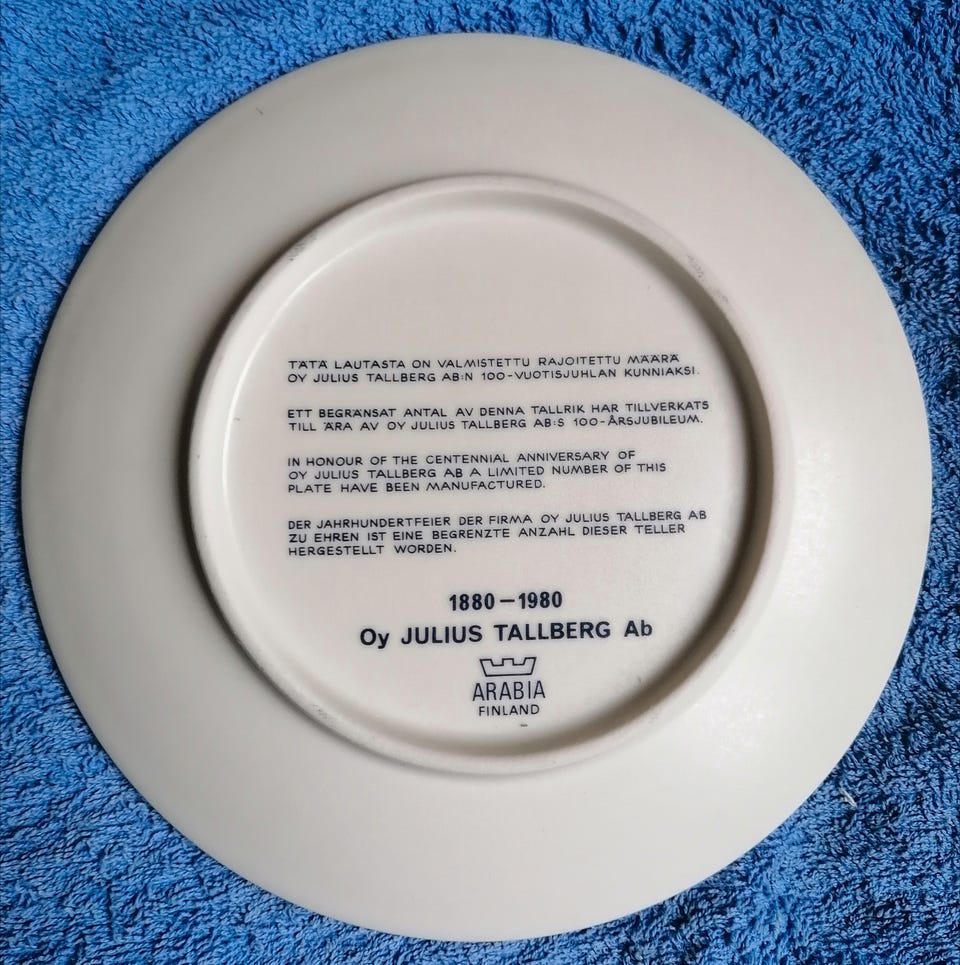 TÄTÄ LAUTASTA ON VALMISTETTU RAJOITETTU MÄÄRÄ
OY JULIUS TALLBERG AB:N 100-VUOTISJUHLAN KUNNIAKSI.
ETT BEGRÄNSAT ANTAL AV DENNA TALLRIK HAR TILLVERKATS
TILL ÄRA AV OY JULIUS TALLBERG AB:S 100-ÅRSJUBILEUM.
IN HONOUR OF THE CENTENNIAL ANNIVERSARY OF
OY JULIUS TALLBERG AB A LIMITED NUMBER OF THIS
PLATE HAVE BEEN MANUFACTURED.
DER JAHRHUNDERTFEIER DER FIRMA OY JULIUS TALLBERG AB
ZU EHREN IST EINE BEGRENZTE ANZAHL DIESER TELLER
HERGESTELLT WORDEN.
1880–1980
Oy JULIUS TALLBERG Ab
ARABIA
FINLAND